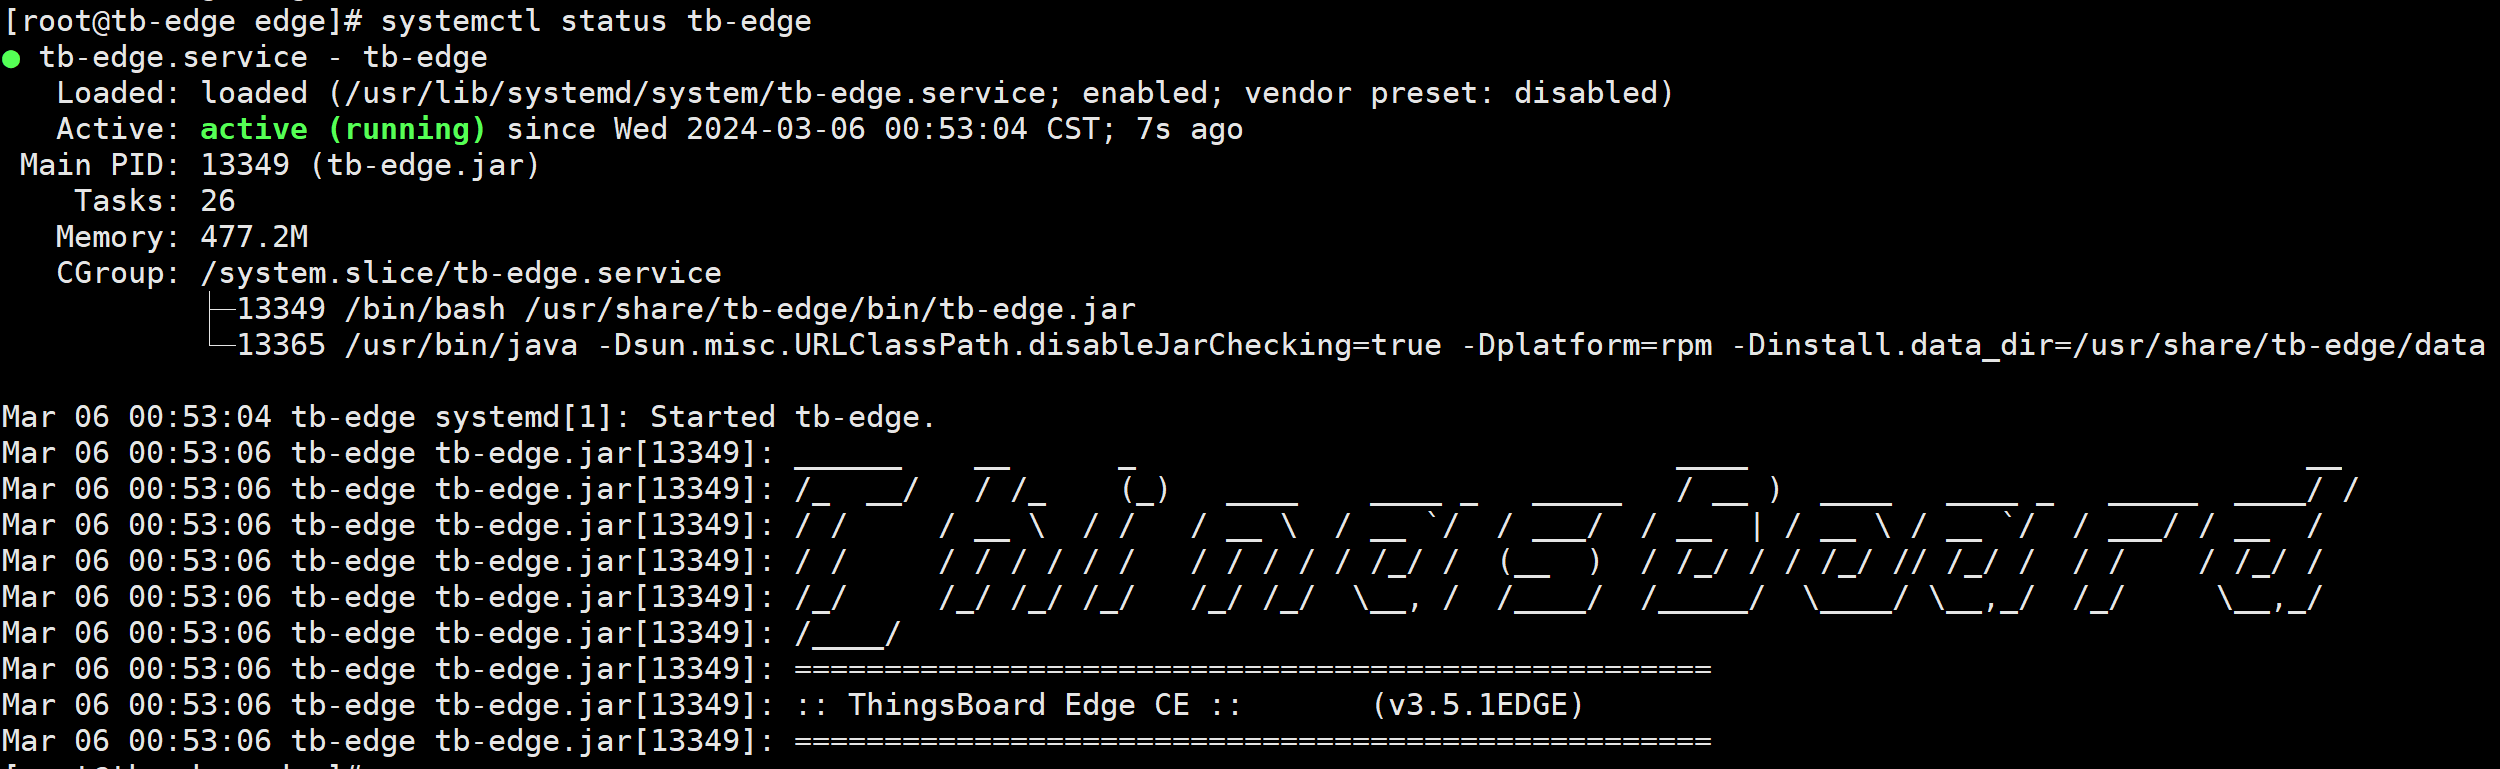 [root@tb-edge edge]# systemctl status tb-edge
● tb-edge.service - tb-edge
   Loaded: loaded (/usr/lib/systemd/system/tb-edge.service; enabled; vendor preset: disabled)
   Active: active (running) since Wed 2024-03-06 00:53:04 CST; 7s ago
 Main PID: 13349 (tb-edge.jar)
    Tasks: 26
   Memory: 477.2M
   CGroup: /system.slice/tb-edge.service
           ├─13349 /bin/bash /usr/share/tb-edge/bin/tb-edge.jar
           └─13365 /usr/bin/java -Dsun.misc.URLClassPath.disableJarChecking=true -Dplatform=rpm -Dinstall.data_dir=/usr/share/tb-edge/data
Mar 06 00:53:04 tb-edge systemd[1]: Started tb-edge.
Mar 06 00:53:06 tb-edge tb-edge.jar[13349]: ______    __      _                              ____                               __
Mar 06 00:53:06 tb-edge tb-edge.jar[13349]: /_  __/   / /_    (_)   ____    ____ _   _____   / __ )  ____   ____ _   _____  ____/ /
Mar 06 00:53:06 tb-edge tb-edge.jar[13349]: / /     / __ \  / /   / __ \  / __ `/  / ___/  / __  | / __ \ / __ `/  / ___/ / __  /
Mar 06 00:53:06 tb-edge tb-edge.jar[13349]: / /     / / / / / /   / / / / / /_/ /  (__  )  / /_/ / / /_/ // /_/ /  / /    / /_/ /
Mar 06 00:53:06 tb-edge tb-edge.jar[13349]: /_/     /_/ /_/ /_/   /_/ /_/  \__, /  /____/  /_____/  \____/ \__,_/  /_/     \__,_/
Mar 06 00:53:06 tb-edge tb-edge.jar[13349]: /____/
Mar 06 00:53:06 tb-edge tb-edge.jar[13349]: ===================================================
Mar 06 00:53:06 tb-edge tb-edge.jar[13349]: :: ThingsBoard Edge CE ::       (v3.5.1EDGE)
Mar 06 00:53:06 tb-edge tb-edge.jar[13349]: ===================================================